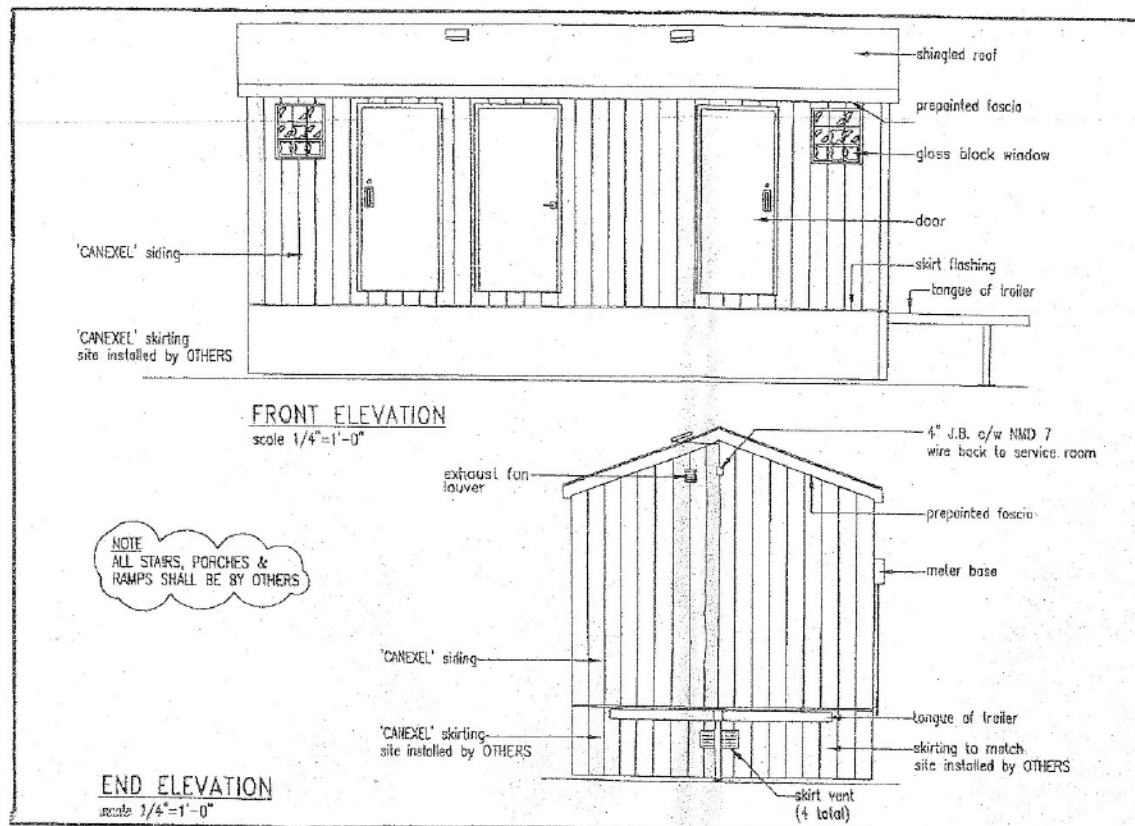 shingled roof
prepainted fascia
glass block window
door
skirt flashing
tongue of trailer
'CANEXEL' siding
'CANEXEL' skirting
site installed by OTHERS
FRONT ELEVATION
scale 1/4"=1'-0"
4" J.B. c/w NMD 7
wire back to service room
exhaust fan
louver
prepainted fascia
NOTE
ALL STAIRS, PORCHES &
RAMPS SHALL BE BY OTHERS
meter base
'CANEXEL' siding
tongue of trailer
'CANEXEL' skirting
site installed by OTHERS
skirting to match
site installed by OTHERS
skirt vent
(4 total)
END ELEVATION
scale 1/4"=1'-0"